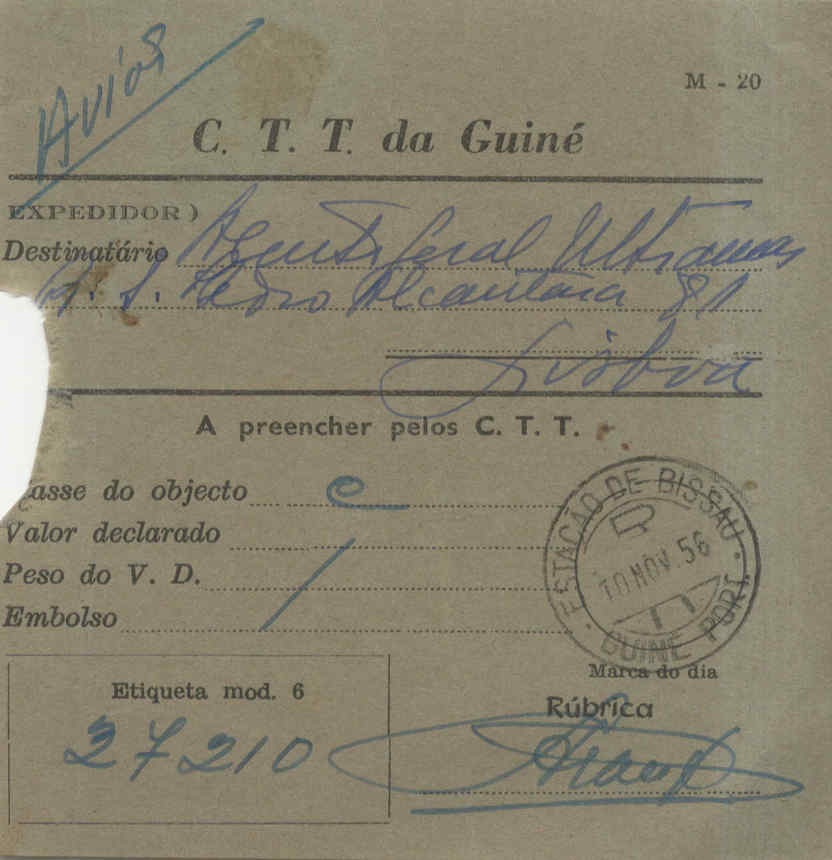 Avião
M - 20
C. T. T. da Guiné
EXPEDIDOR )
Destinatário Agente Geral Ultramar
R. S. Pedro Alcantara 81
Lisboa
A preencher pelos C. T. T.
asse do objecto C
Valor declarado
Peso do V. D.
Embolso
ESTAÇÃO DE BISSAU
10 NOV. 56
GUINÉ PORT.
Marca do dia
Etiqueta mod. 6
Rúbrica
27210